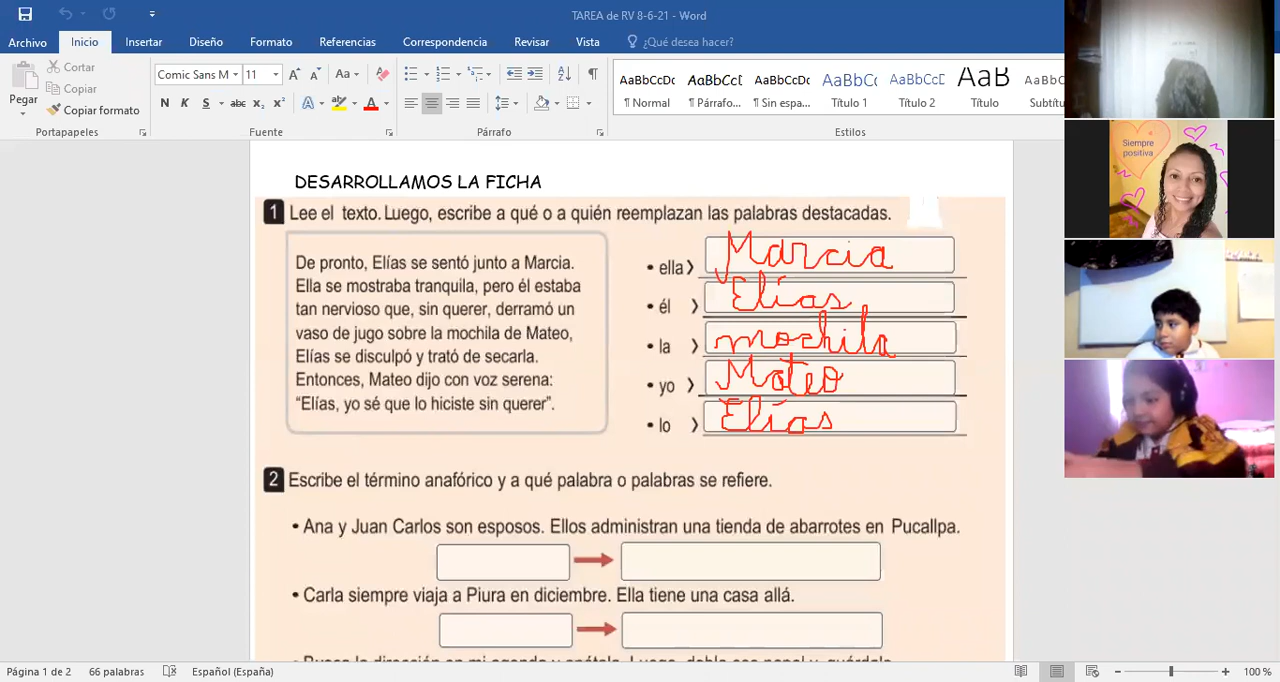 TAREA de RV 8-6-21 - Word
Archivo Inicio Insertar Diseño Formato Referencias Correspondencia Revisar Vista ¿Qué desea hacer?
Pegar Cortar
Copiar
Copiar formato
Portapapeles
Comic Sans M 11
Aa
N K S abc x₂ x² A A
Fuente
Párrafo
AaBbCcDc AaBbCcD AaBbCcDc AaBbCc AaBbCcD AaB AaBbCc
¶ Normal ¶ Párrafo... ¶ Sin espa... Título 1 Título 2 Título Subtítu
Estilos
Siempre
positiva
DESARROLLAMOS LA FICHA
1 Lee el texto. Luego, escribe a qué o a quién reemplazan las palabras destacadas.
De pronto, Elías se sentó junto a Marcia.
Ella se mostraba tranquila, pero él estaba
tan nervioso que, sin querer, derramó un
vaso de jugo sobre la mochila de Mateo,
Elías se disculpó y trató de secarla.
Entonces, Mateo dijo con voz serena:
“Elías, yo sé que lo hiciste sin querer”.
• ella Marcia
• él Elías
• la mochila
• yo Mateo
• lo Elías
2 Escribe el término anafórico y a qué palabra o palabras se refiere.
• Ana y Juan Carlos son esposos. Ellos administran una tienda de abarrotes en Pucallpa.
• Carla siempre viaja a Piura en diciembre. Ella tiene una casa allá.
Página 1 de 2 66 palabras Español (España) 100 %